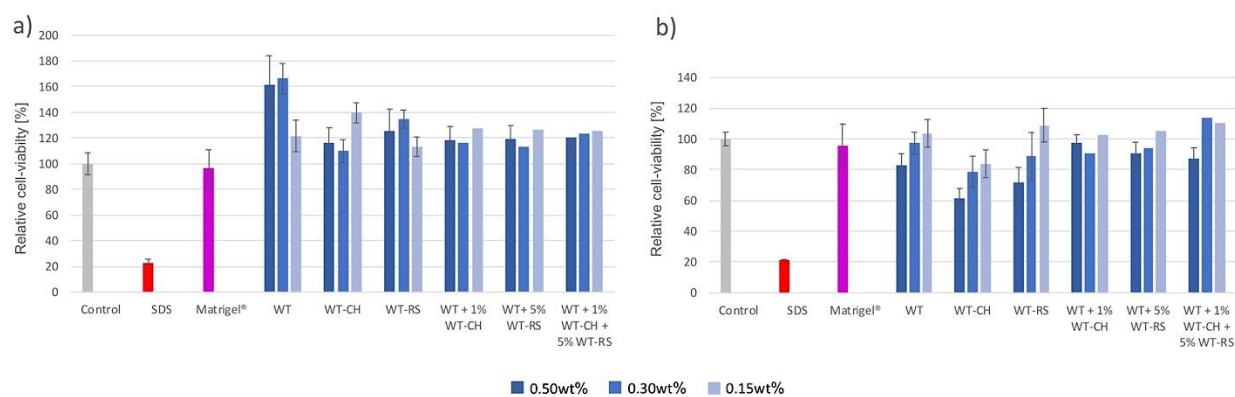 a)
Relative cell-viability [%]
200
180
160
140
120
100
80
60
40
20
0
Control SDS Matrigel® WT WT-CH WT-RS WT + 1% WT+ 5% WT + 1%
WT-CH WT-RS WT-CH +
5% WT-RS
b)
Relative cell-viability [%]
140
120
100
80
60
40
20
0
Control SDS Matrigel® WT WT-CH WT-RS WT + 1% WT+ 5% WT + 1%
WT-CH WT-RS WT-CH +
5% WT-RS
0.50wt% 0.30wt% 0.15wt%